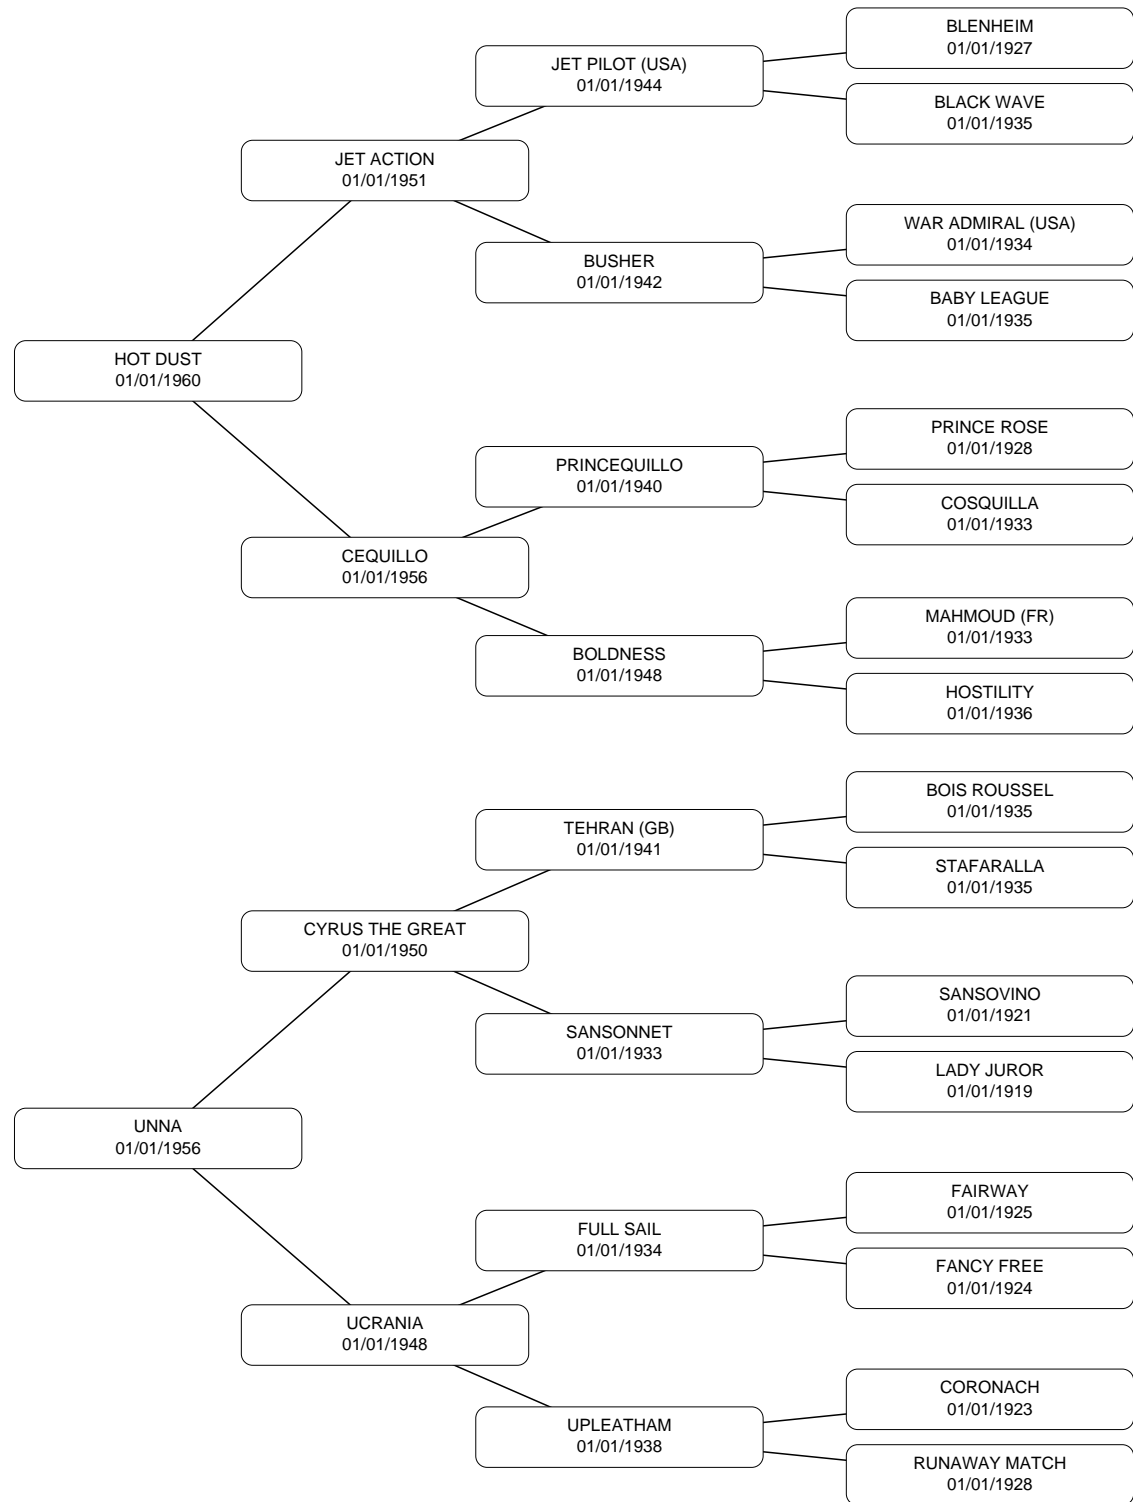 BLENHEIM
01/01/1927
JET PILOT (USA)
01/01/1944
BLACK WAVE
01/01/1935
JET ACTION
01/01/1951
WAR ADMIRAL (USA)
01/01/1934
BUSHER
01/01/1942
BABY LEAGUE
01/01/1935
HOT DUST
01/01/1960
PRINCE ROSE
01/01/1928
PRINCEQUILLO
01/01/1940
COSQUILLA
01/01/1933
CEQUILLO
01/01/1956
MAHMOUD (FR)
01/01/1933
BOLDNESS
01/01/1948
HOSTILITY
01/01/1936
BOIS ROUSSEL
01/01/1935
TEHRAN (GB)
01/01/1941
STAFARALLA
01/01/1935
CYRUS THE GREAT
01/01/1950
SANSOVINO
01/01/1921
SANSONNET
01/01/1933
LADY JUROR
01/01/1919
UNNA
01/01/1956
FAIRWAY
01/01/1925
FULL SAIL
01/01/1934
FANCY FREE
01/01/1924
UCRANIA
01/01/1948
CORONACH
01/01/1923
UPLEATHAM
01/01/1938
RUNAWAY MATCH
01/01/1928